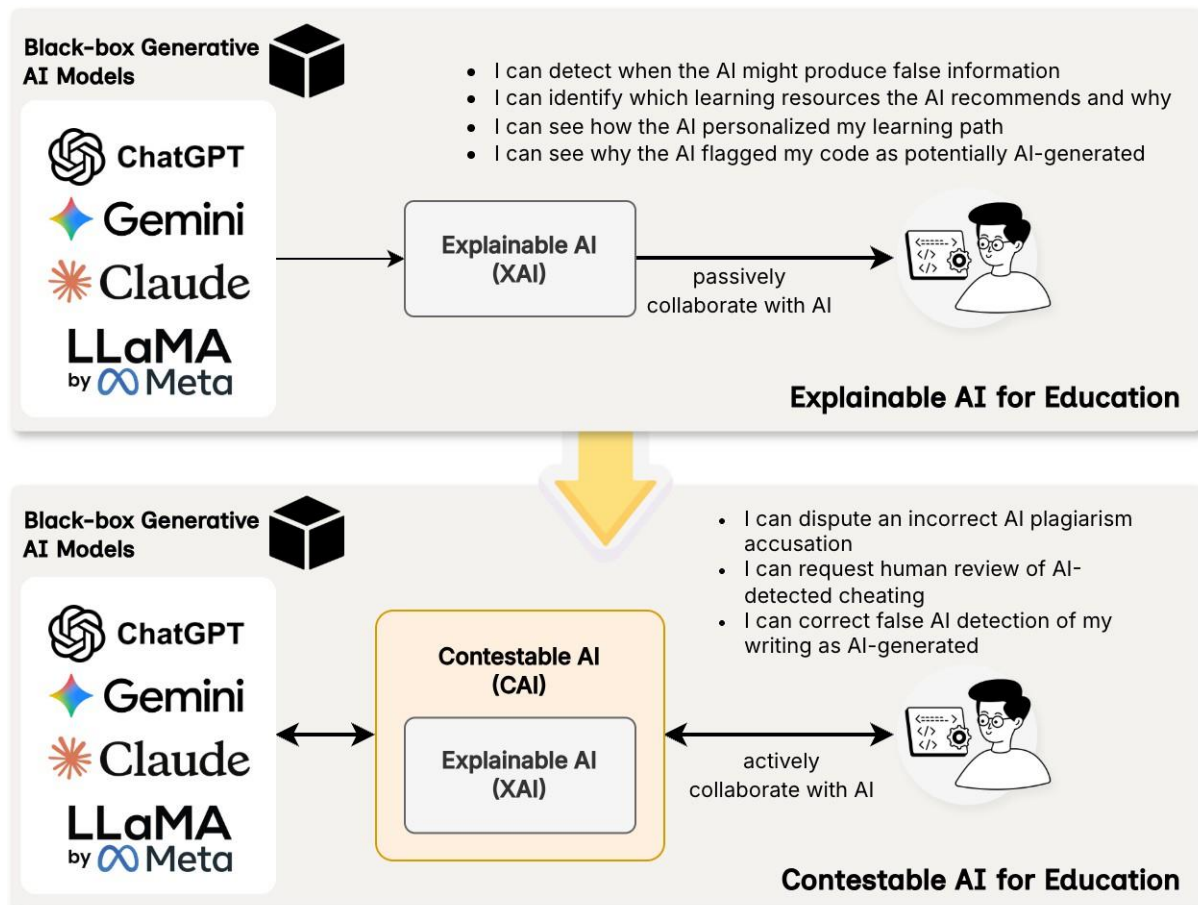 Black-box Generative
AI Models
ChatGPT
Gemini
Claude
LLaMA
by Meta
• I can detect when the AI might produce false information
• I can identify which learning resources the AI recommends and why
• I can see how the AI personalized my learning path
• I can see why the AI flagged my code as potentially AI-generated
Explainable AI
(XAI)
passively
collaborate with AI
<----- >
</>
</>
Explainable AI for Education
Black-box Generative
AI Models
ChatGPT
Gemini
Claude
LLaMA
by Meta
• I can dispute an incorrect AI plagiarism
accusation
• I can request human review of AI-
detected cheating
• I can correct false AI detection of my
writing as AI-generated
Contestable AI
(CAI)
Explainable AI
(XAI)
actively
collaborate with AI
<----- >
</>
</>
Contestable AI for Education